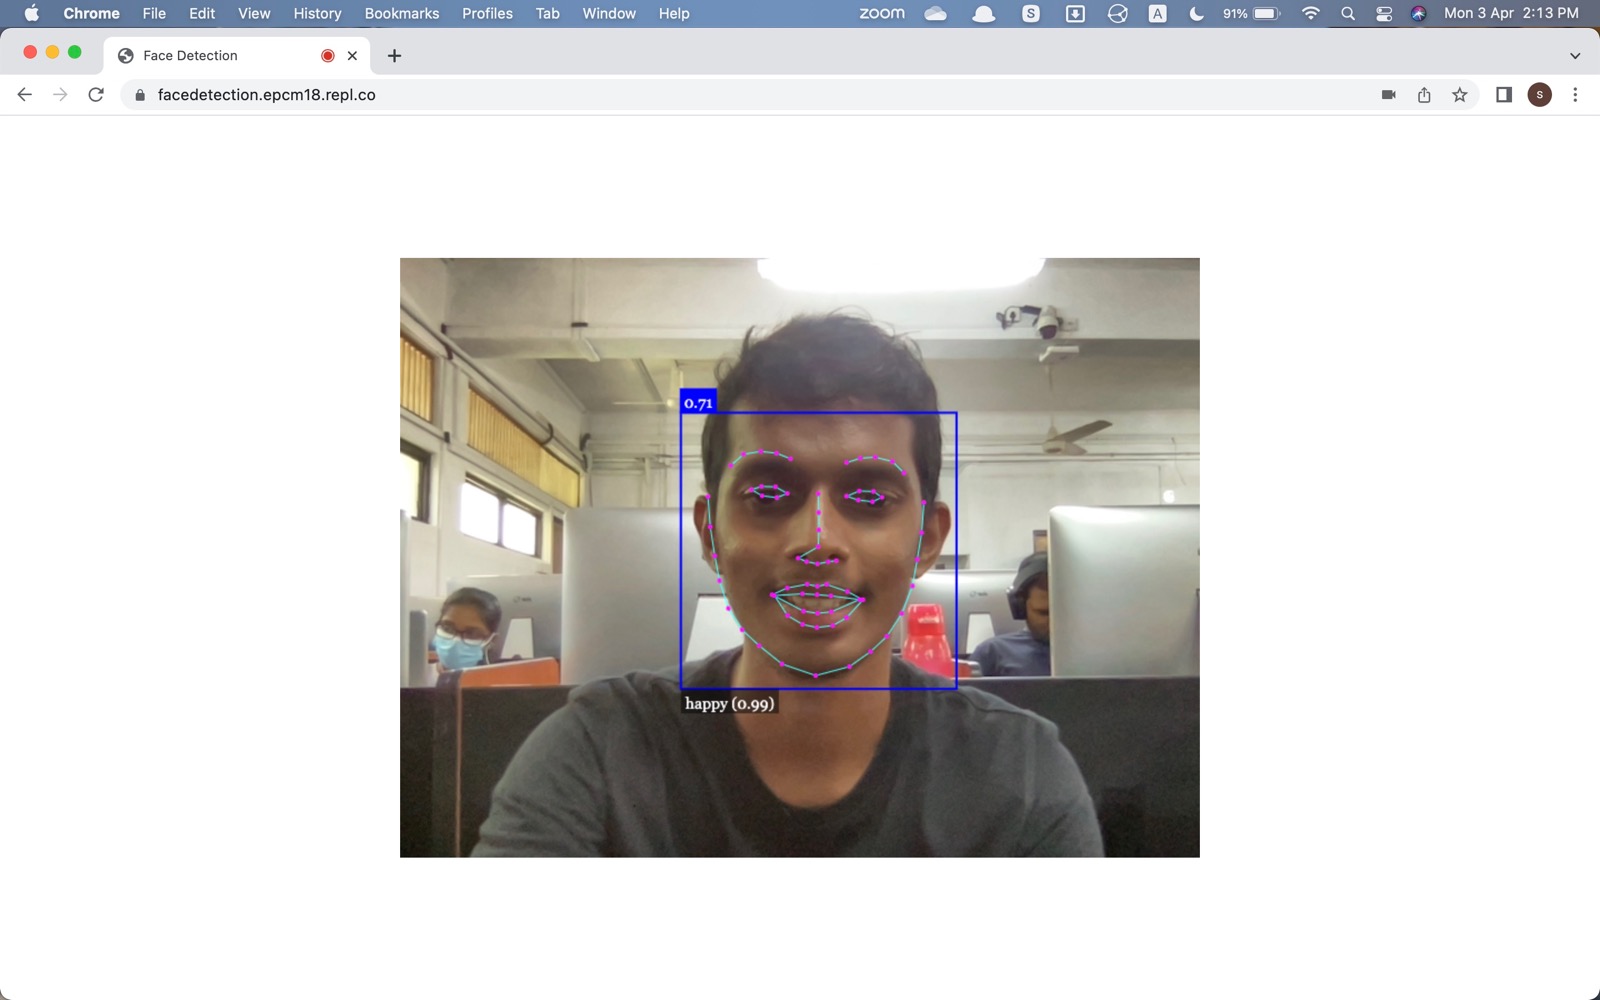 Chrome File Edit View History Bookmarks Profiles Tab Window Help zoom S A 91% Mon 3 Apr 2:13 PM
Face Detection
facedetection.epcm18.repl.co S
0.71
happy (0.99)